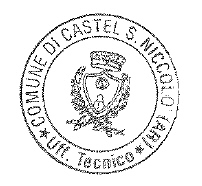 COMUNE DI CASTEL S. NICCOLO' (AR)
★ Uff. Tecnico ★